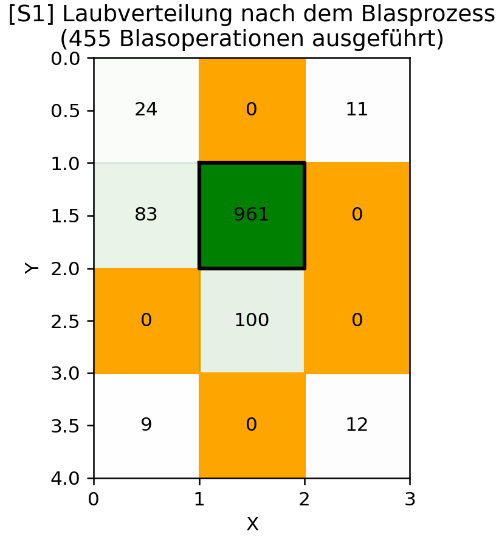 [S1] Laubverteilung nach dem Blasprozess
(455 Blasoperationen ausgeführt)
0.0
24 0 11
0.5
1.0
83 961 0
1.5
2.0
0 100 0
2.5
3.0
9 0 12
3.5
4.0
Y
0 1 2 3
X